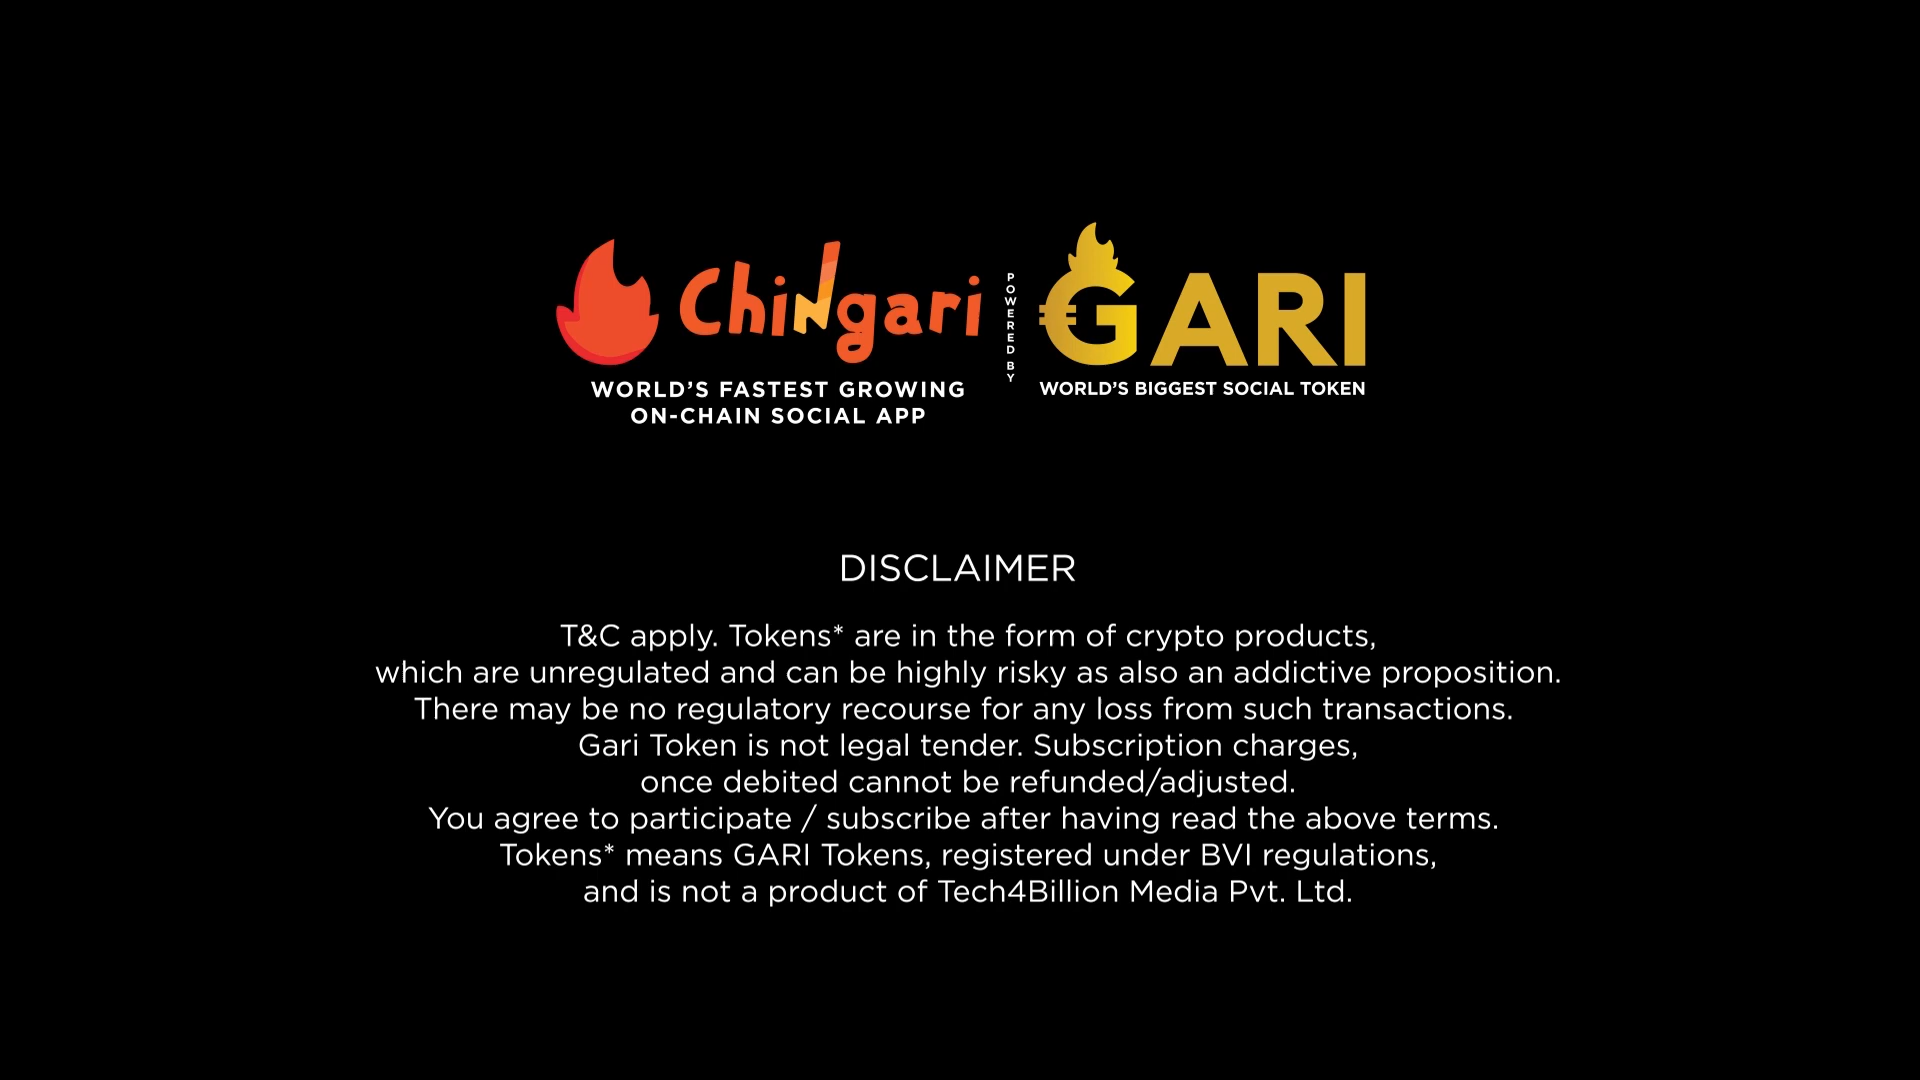 Chingari
WORLD'S FASTEST GROWING
ON-CHAIN SOCIAL APP
POWERED BY
GARI
WORLD'S BIGGEST SOCIAL TOKEN
DISCLAIMER
T&C apply. Tokens* are in the form of crypto products,
which are unregulated and can be highly risky as also an addictive proposition.
There may be no regulatory recourse for any loss from such transactions.
Gari Token is not legal tender. Subscription charges,
once debited cannot be refunded/adjusted.
You agree to participate / subscribe after having read the above terms.
Tokens* means GARI Tokens, registered under BVI regulations,
and is not a product of Tech4Billion Media Pvt. Ltd.